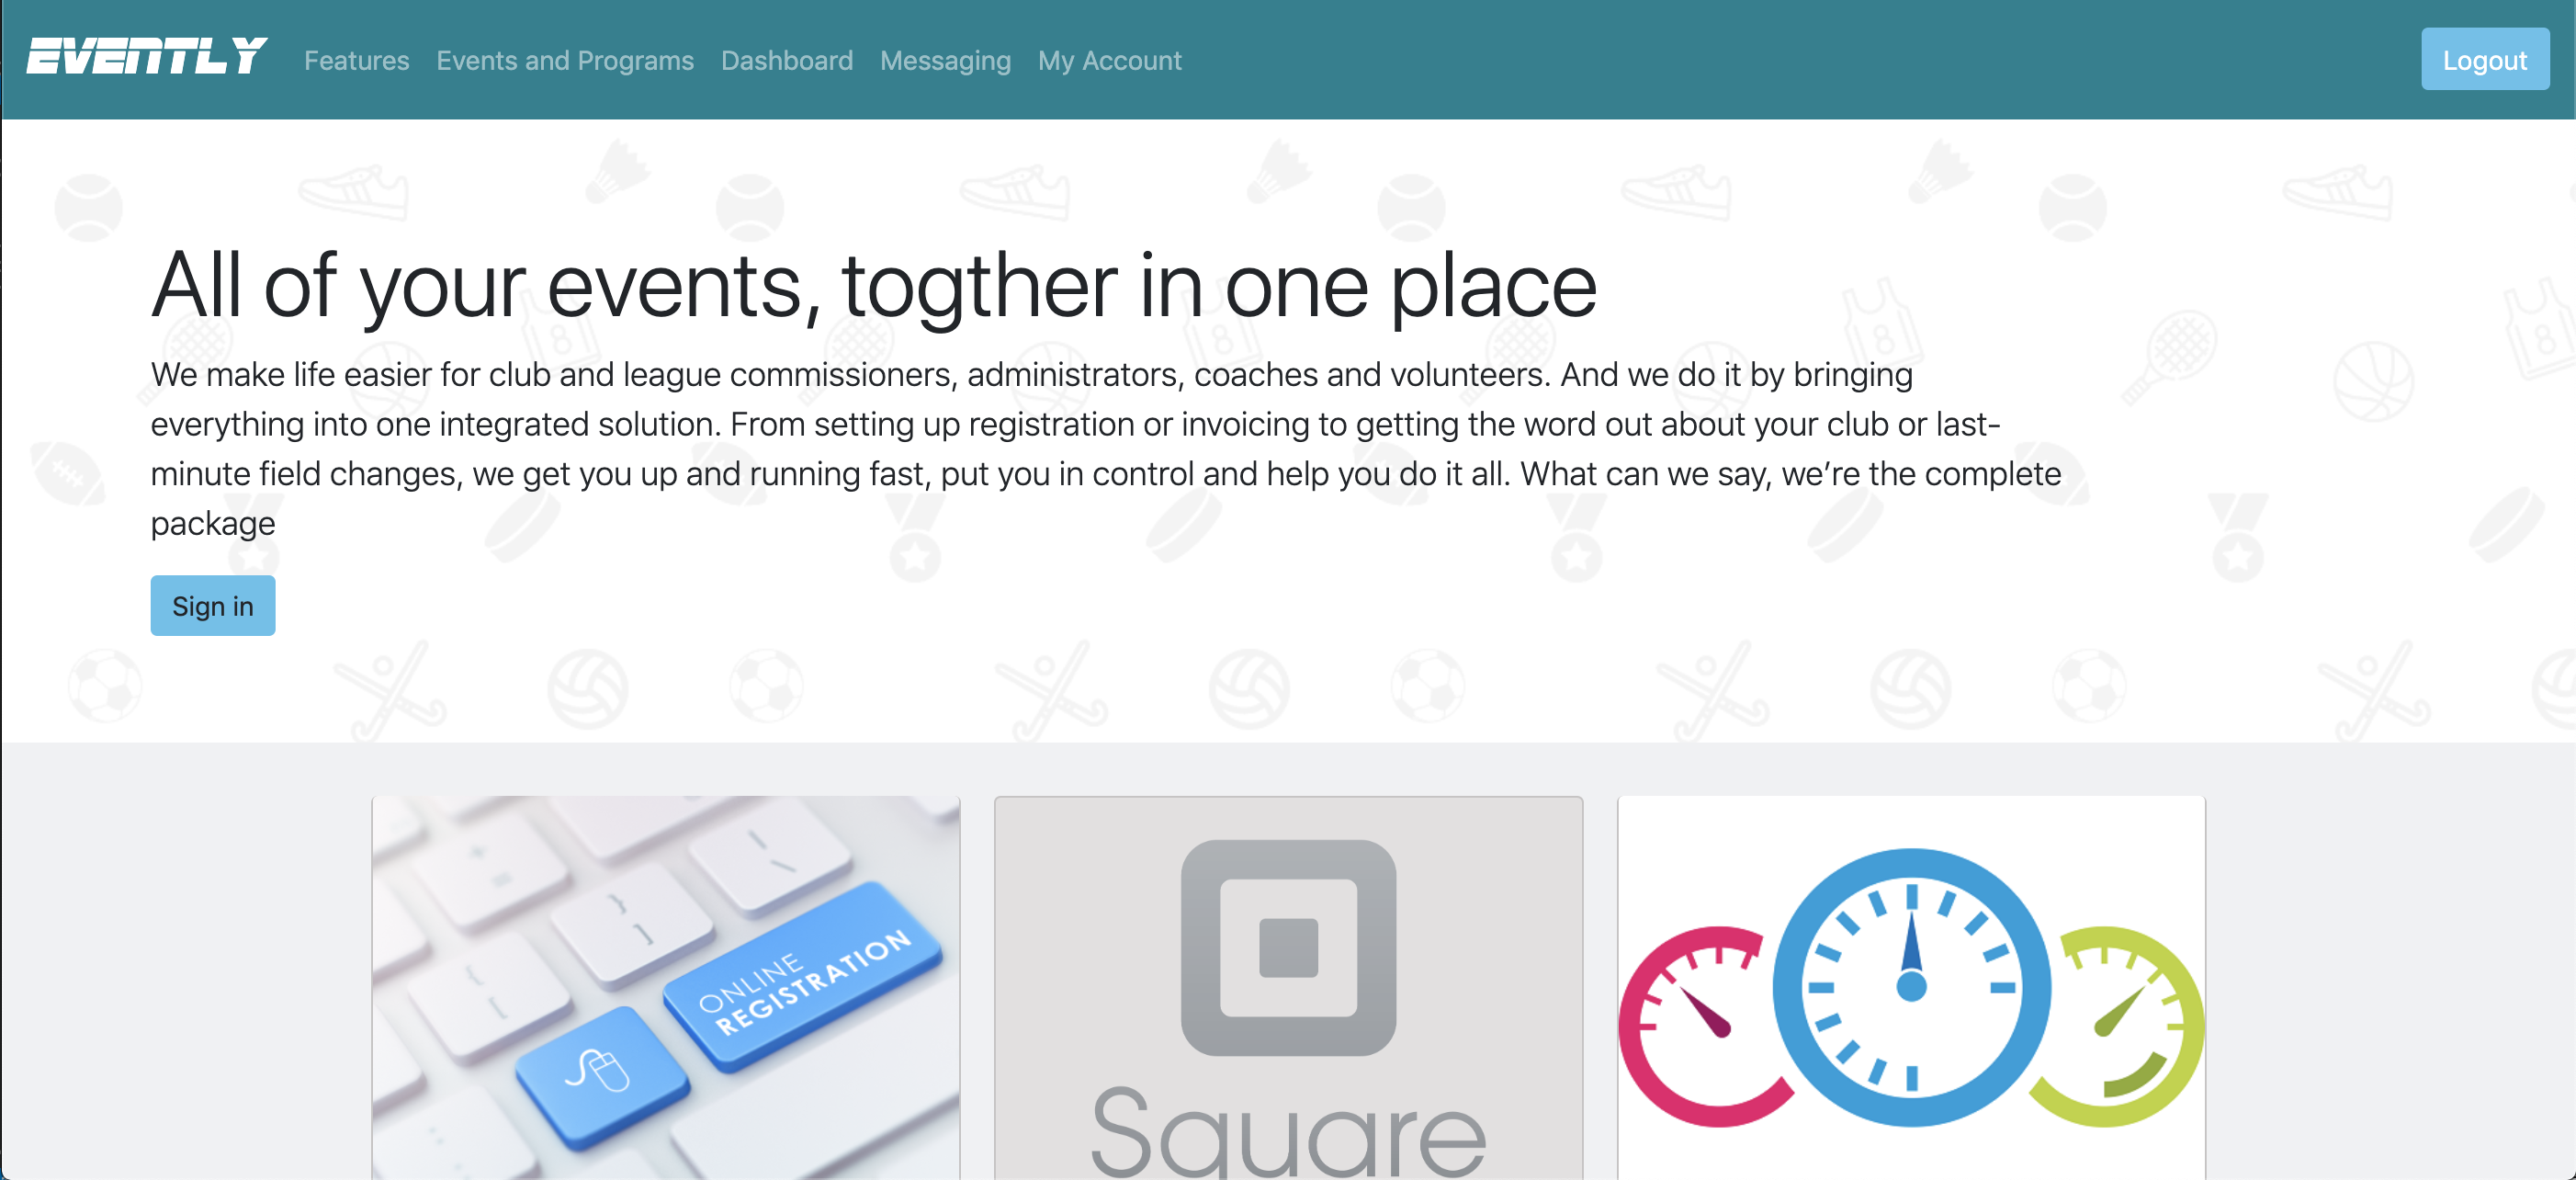 EVENTLY Features Events and Programs Dashboard Messaging My Account Logout
All of your events, togther in one place
We make life easier for club and league commissioners, administrators, coaches and volunteers. And we do it by bringing
everything into one integrated solution. From setting up registration or invoicing to getting the word out about your club or last-
minute field changes, we get you up and running fast, put you in control and help you do it all. What can we say, we’re the complete
package
Sign in
ONLINE
REGISTRATION
Square